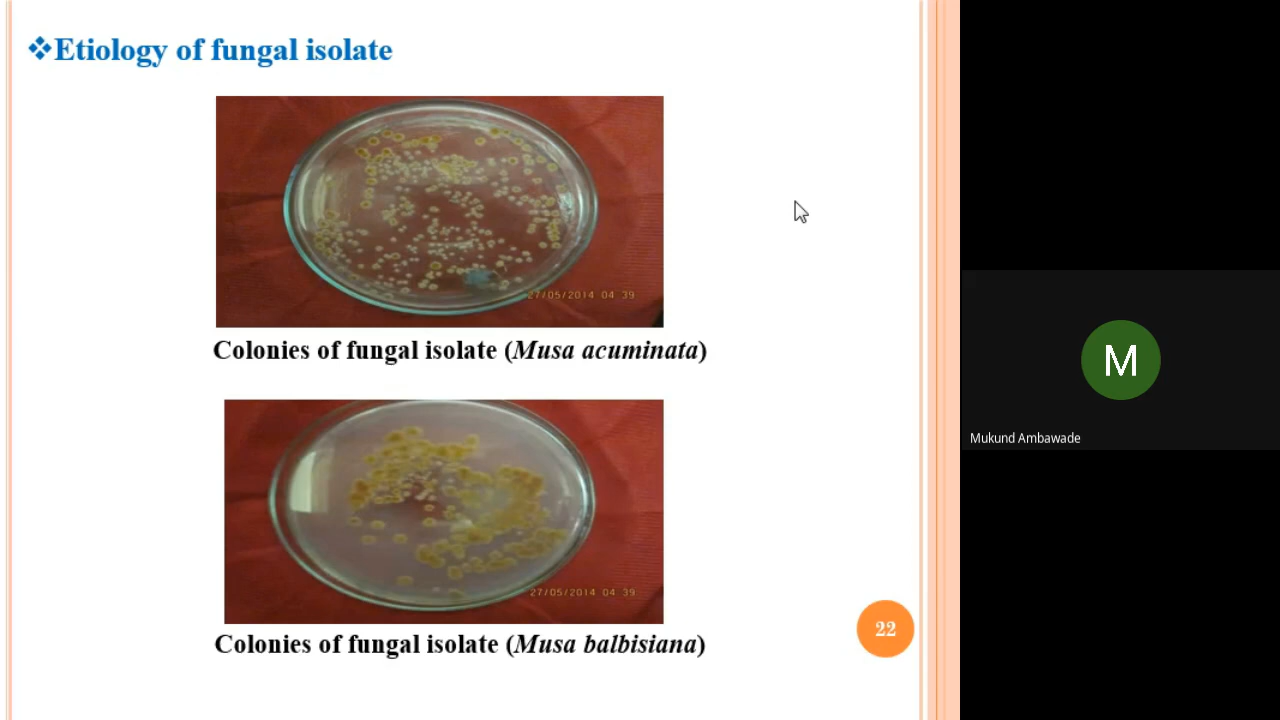 ❖Etiology of fungal isolate
27/05/2014 04 39
Colonies of fungal isolate (Musa acuminata)
27/05/2014 04 39
Colonies of fungal isolate (Musa balbisiana)
22
M
Mukund Ambawade